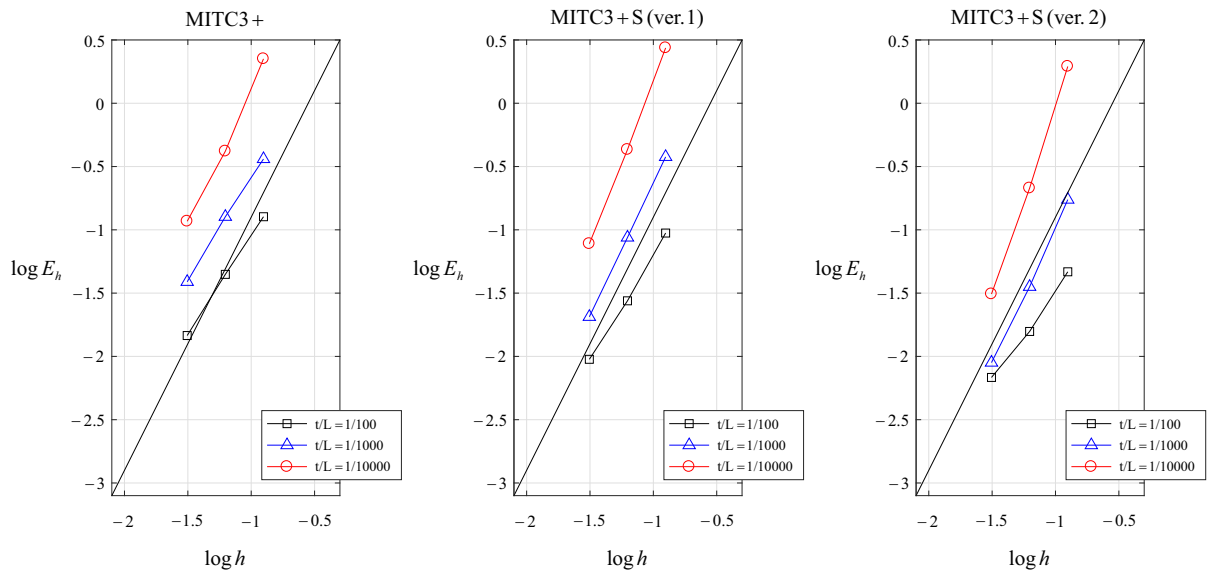 MITC3+
0.5
0
−0.5
−1
−1.5
−2
−2.5
−3
log E_h
−2
−1.5
−1
−0.5
log h
t/L = 1/100
t/L = 1/1000
t/L = 1/10000
MITC3+S (ver. 1)
0.5
0
−0.5
−1
−1.5
−2
−2.5
−3
log E_h
−2
−1.5
−1
−0.5
log h
t/L = 1/100
t/L = 1/1000
t/L = 1/10000
MITC3+S (ver. 2)
0.5
0
−0.5
−1
−1.5
−2
−2.5
−3
log E_h
−2
−1.5
−1
−0.5
log h
t/L = 1/100
t/L = 1/1000
t/L = 1/10000